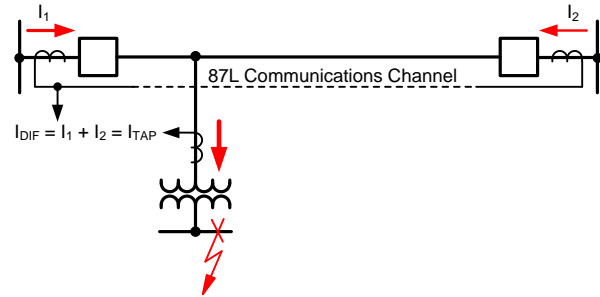 I1
I2
87L Communications Channel
IDIF = I1 + I2 = ITAP